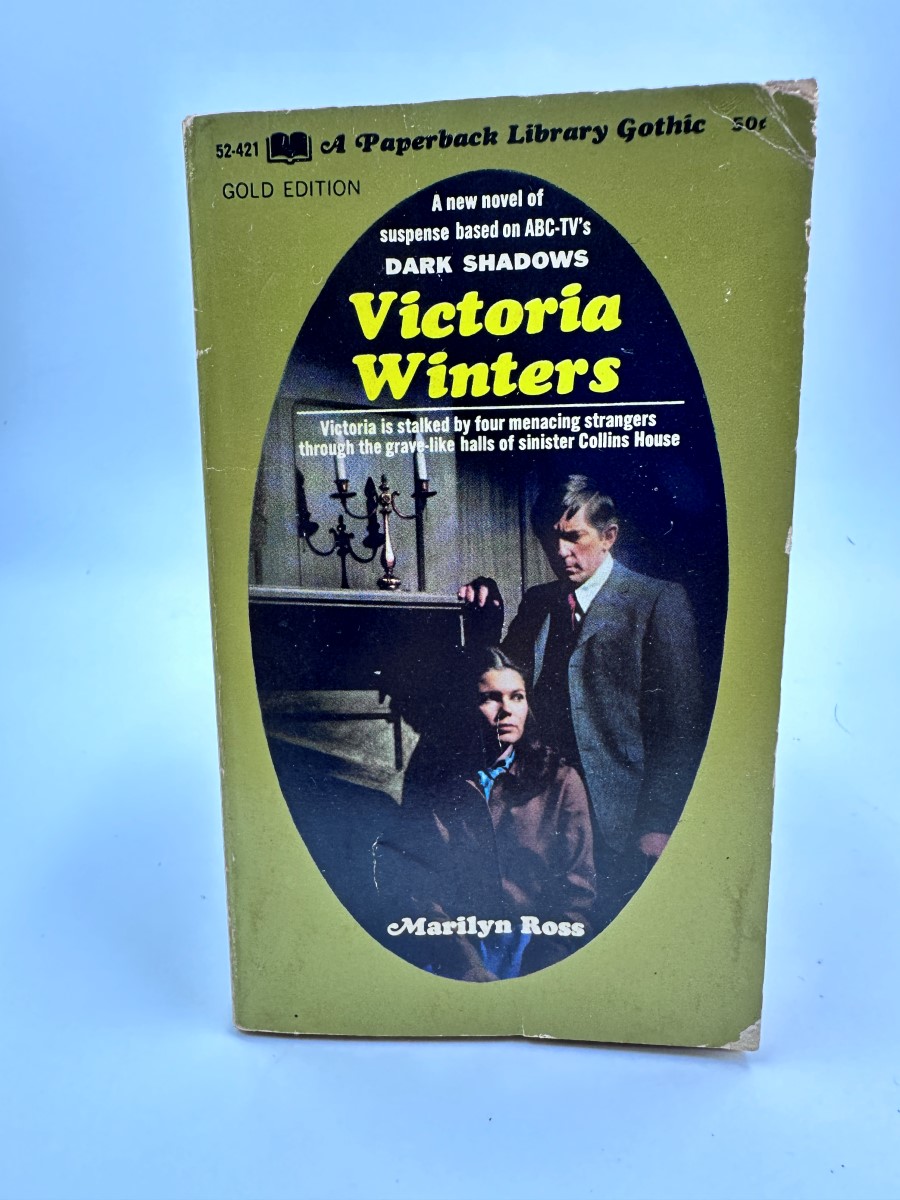 52-421 A Paperback Library Gothic 50¢
GOLD EDITION
A new novel of
suspense based on ABC-TV's
DARK SHADOWS
Victoria
Winters
Victoria is stalked by four menacing strangers
through the grave-like halls of sinister Collins House
Marilyn Ross